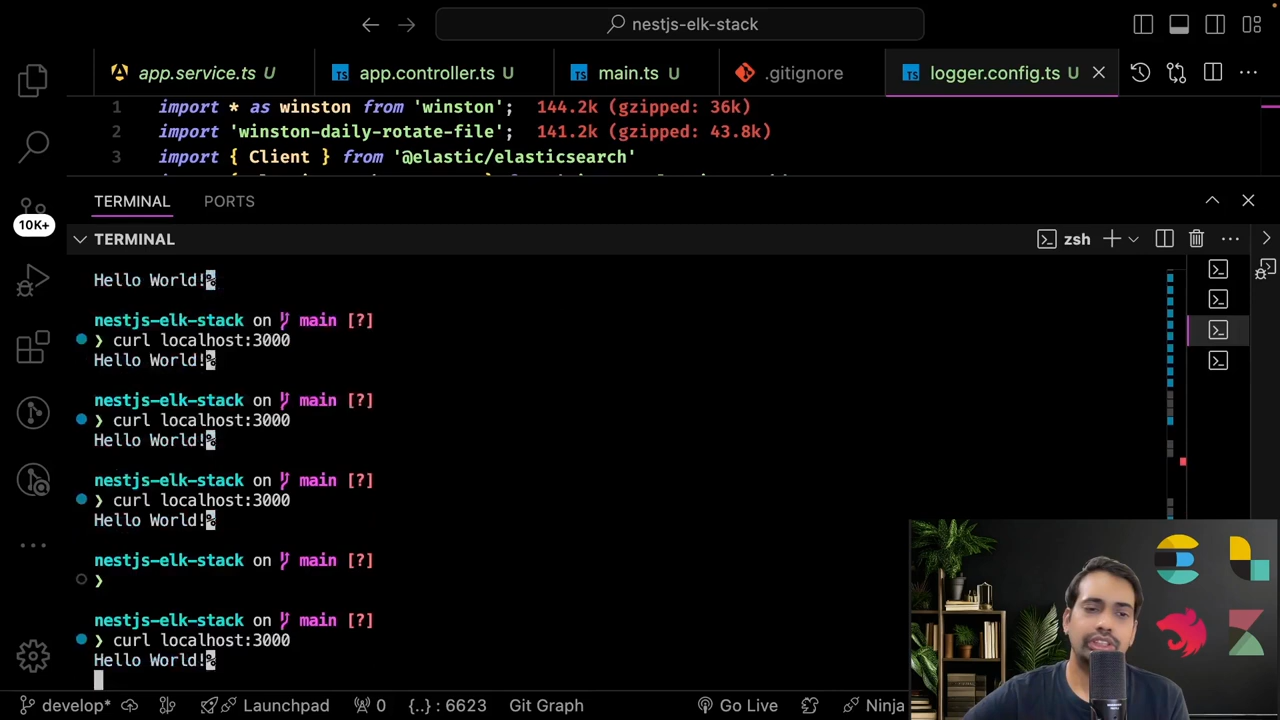 nestjs-elk-stack
app.service.ts U
TS app.controller.ts U
TS main.ts U
.gitignore
TS logger.config.ts U
1 import * as winston from 'winston'; 144.2k (gzipped: 36k)
2 import 'winston-daily-rotate-file'; 141.2k (gzipped: 43.8k)
3 import { Client } from '@elastic/elasticsearch'
10K+
TERMINAL PORTS
TERMINAL
zsh
Hello World!%
nestjs-elk-stack on main [?]
❯ curl localhost:3000
Hello World!%
nestjs-elk-stack on main [?]
❯ curl localhost:3000
Hello World!%
nestjs-elk-stack on main [?]
❯ curl localhost:3000
Hello World!%
nestjs-elk-stack on main [?]
❯
nestjs-elk-stack on main [?]
❯ curl localhost:3000
Hello World!%
develop* Launchpad 0 {..} : 6623 Git Graph Go Live Ninja